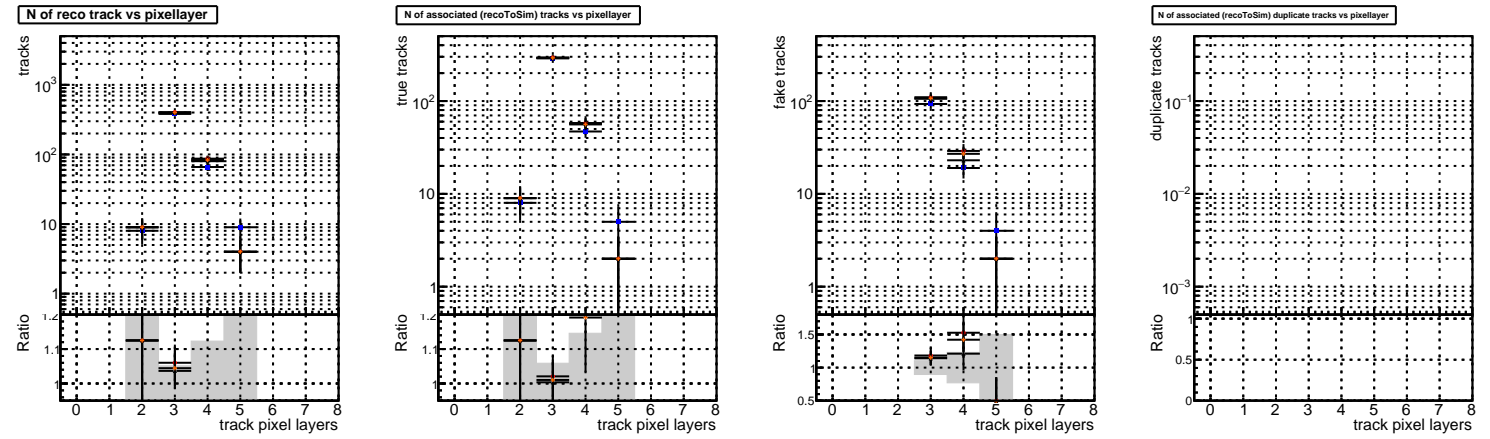 N of reco track vs pixellayer
tracks
10³
10²
10
1
Ratio
1.2
1.1
1
0 1 2 3 4 5 6 7 8
track pixel layers
N of associated (recoToSim) tracks vs pixellayer
true tracks
10²
10
1
Ratio
1.2
1.1
1
0 1 2 3 4 5 6 7 8
track pixel layers
fake tracks
10²
10
1
Ratio
1.5
1
0.5
0 1 2 3 4 5 6 7 8
track pixel layers
N of associated (recoToSim) duplicate tracks vs pixellayer
duplicate tracks
10⁻¹
10⁻²
10⁻³
Ratio
1
0.5
0
0 1 2 3 4 5 6 7 8
track pixel layers